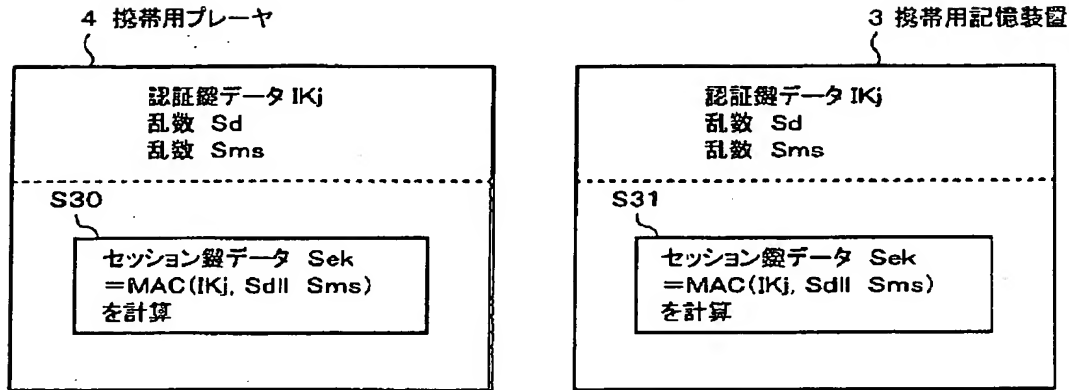 4 携帯用プレーヤ
認証鍵データ IKj
乱数 Sd
乱数 Sms
S30
セッション鍵データ Sek
=MAC(IKj, Sd|| Sms)
を計算
3 携帯用記憶装置
認証鍵データ IKj
乱数 Sd
乱数 Sms
S31
セッション鍵データ Sek
=MAC(IKj, Sd|| Sms)
を計算